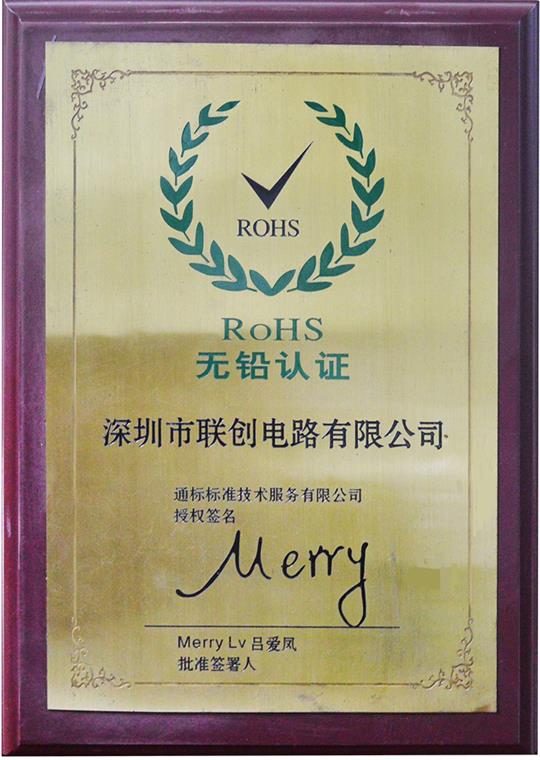 ROHS
RoHS
无铅认证
深圳市联创电路有限公司
通标标准技术服务有限公司
授权签名
Merry
Merry Lv 吕爱凤
批准签署人